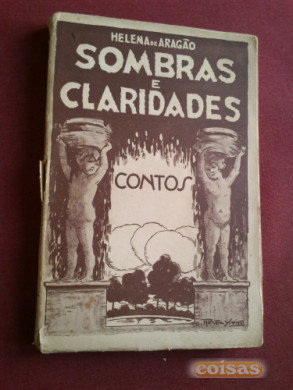 HELENA DE ARAGÃO
SOMBRAS
E
CLARIDADES
CONTOS
coisas